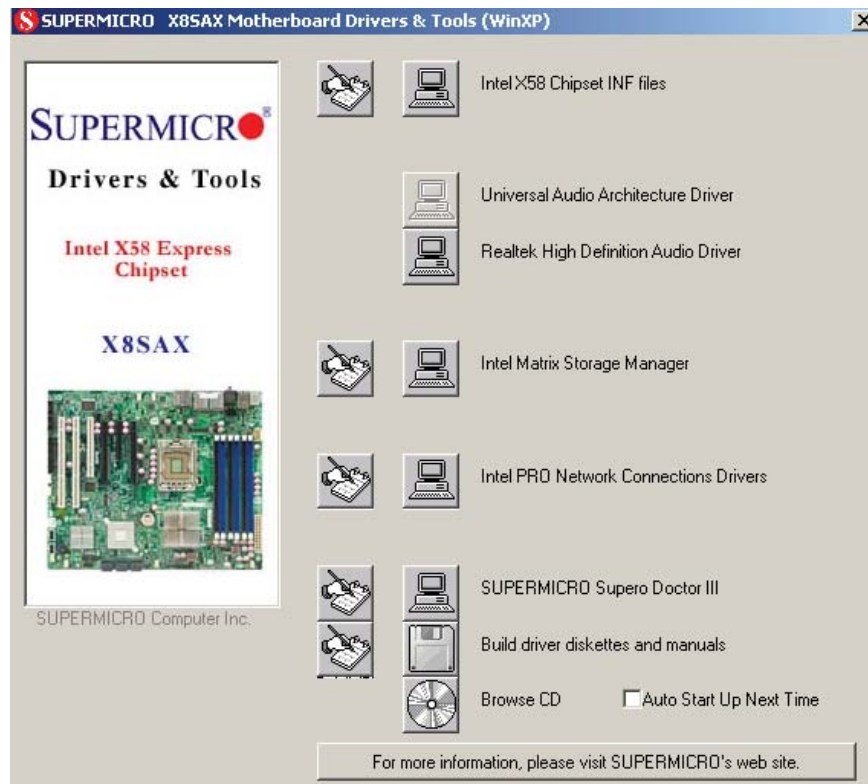 SUPERMICRO X8SAX Motherboard Drivers & Tools (WinXP)
SUPERMICRO®
Drivers & Tools
Intel X58 Express
Chipset
X8SAX
SUPERMICRO Computer Inc.
Intel X58 Chipset INF files
Universal Audio Architecture Driver
Realtek High Definition Audio Driver
Intel Matrix Storage Manager
Intel PRO Network Connections Drivers
SUPERMICRO Supero Doctor III
Build driver diskettes and manuals
Browse CD
Auto Start Up Next Time
For more information, please visit SUPERMICRO's web site.